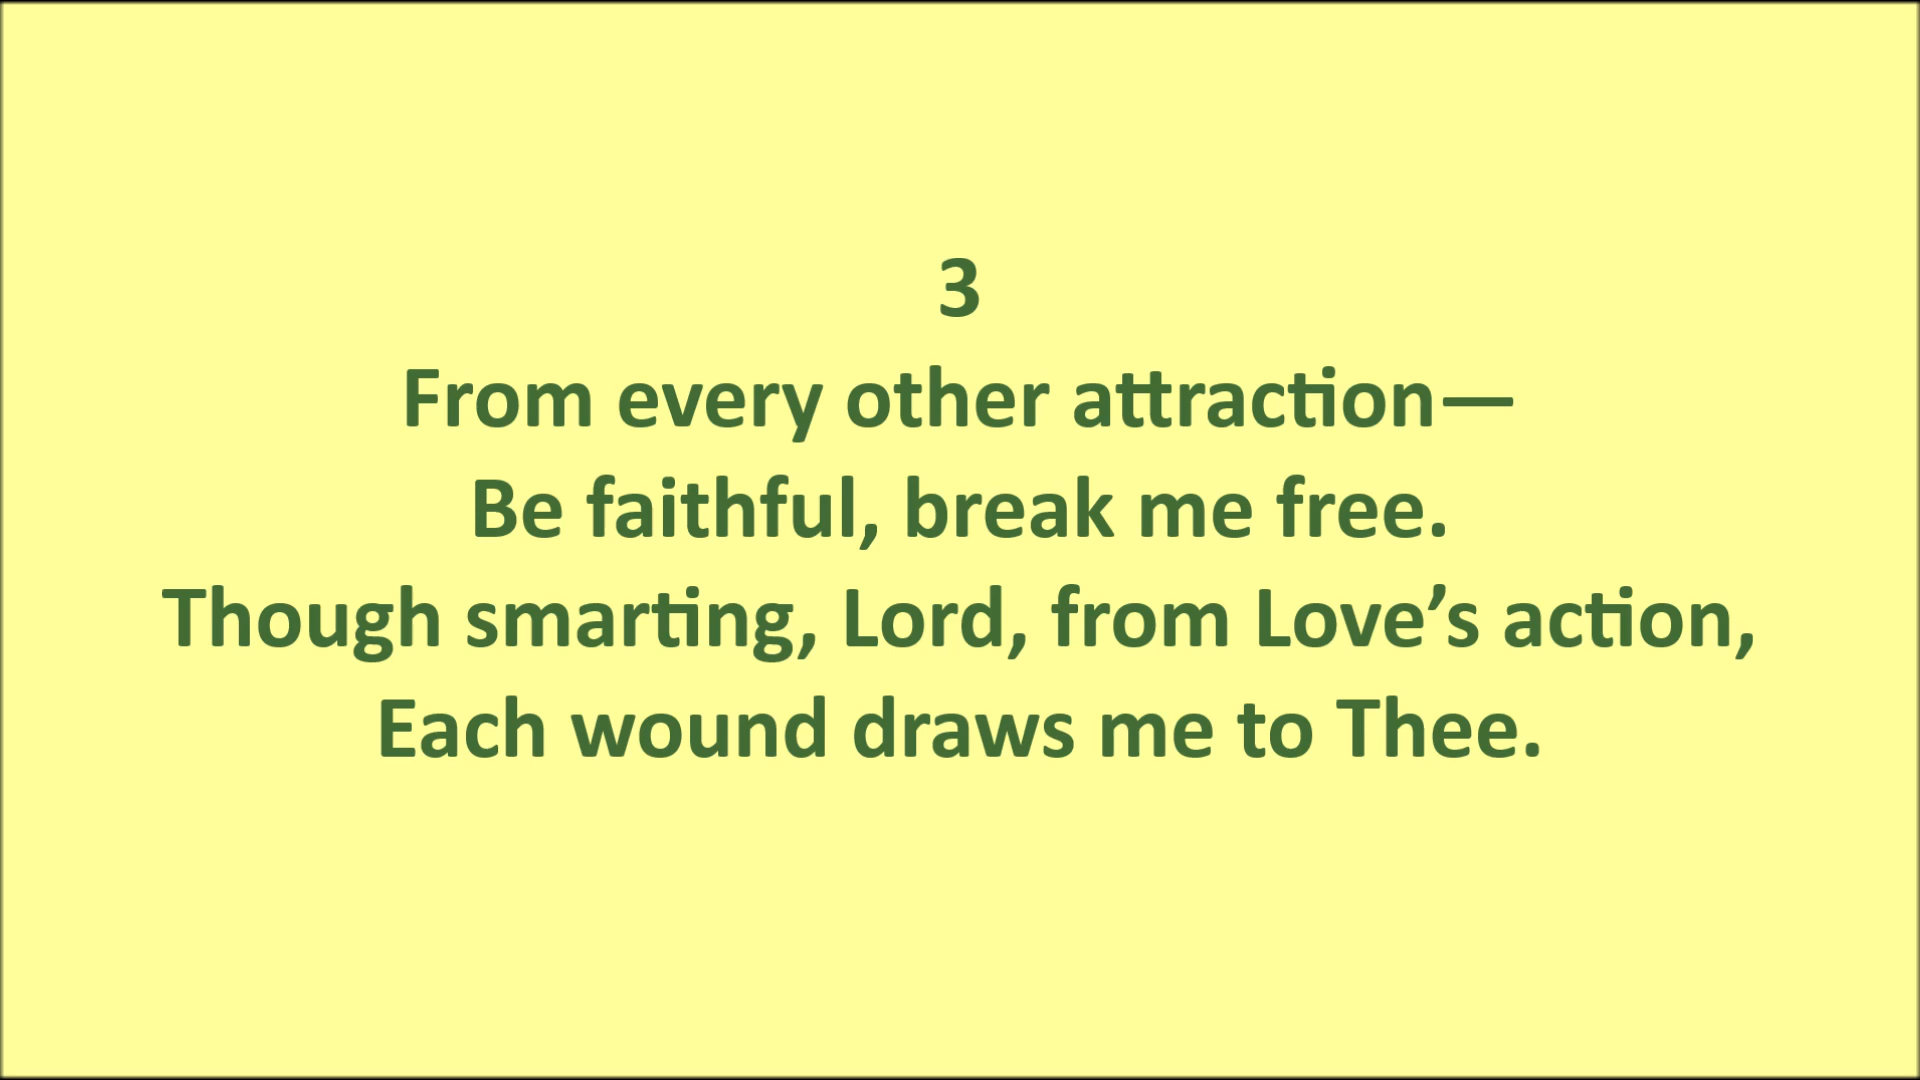 3
From every other attraction—
Be faithful, break me free.
Though smarting, Lord, from Love’s action,
Each wound draws me to Thee.